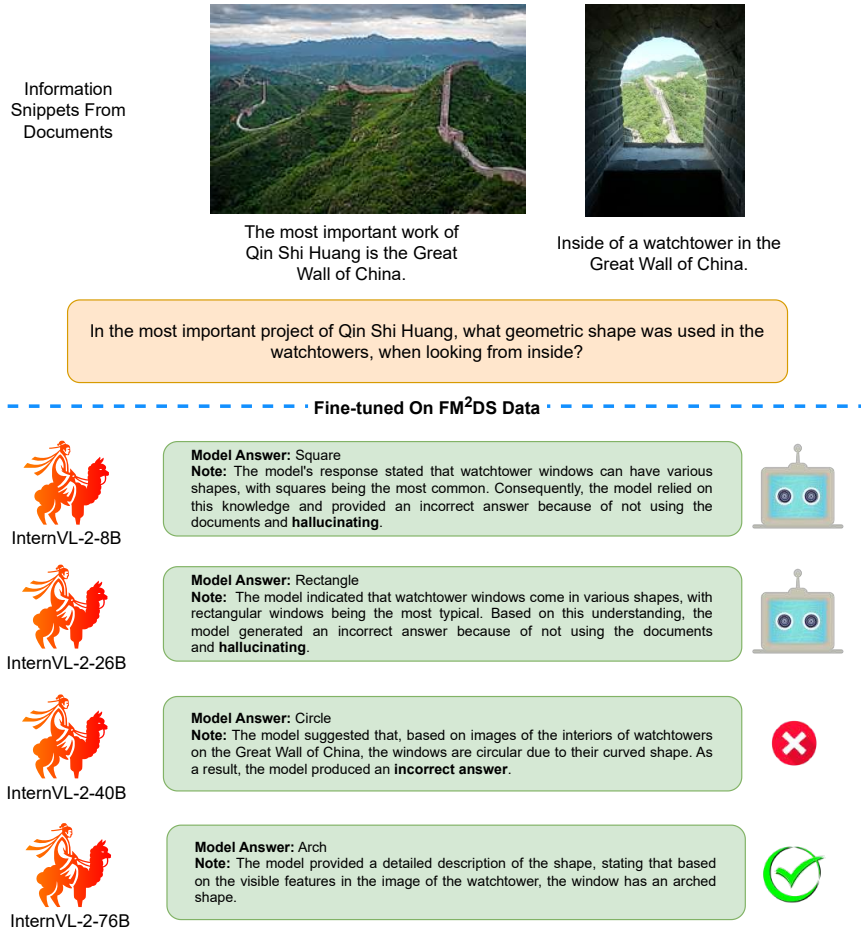 Information
Snippets From
Documents
The most important work of
Qin Shi Huang is the Great
Wall of China.
Inside of a watchtower in the
Great Wall of China.
In the most important project of Qin Shi Huang, what geometric shape was used in the
watchtowers, when looking from inside?
Fine-tuned On FM²DS Data
Model Answer: Square
Note: The model's response stated that watchtower windows can have various
shapes, with squares being the most common. Consequently, the model relied on
this knowledge and provided an incorrect answer because of not using the
documents and hallucinating.
InternVL-2-8B
Model Answer: Rectangle
Note: The model indicated that watchtower windows come in various shapes, with
rectangular windows being the most typical. Based on this understanding, the
model generated an incorrect answer because of not using the documents
and hallucinating.
InternVL-2-26B
Model Answer: Circle
Note: The model suggested that, based on images of the interiors of watchtowers
on the Great Wall of China, the windows are circular due to their curved shape. As
a result, the model produced an incorrect answer.
InternVL-2-40B
Model Answer: Arch
Note: The model provided a detailed description of the shape, stating that based
on the visible features in the image of the watchtower, the window has an arched
shape.
InternVL-2-76B